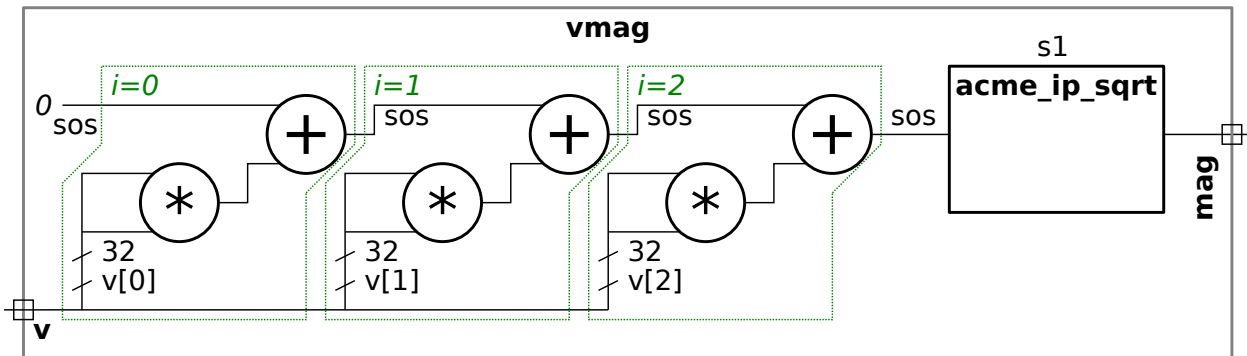 vmag
s1
i=0
i=1
i=2
acme_ip_sqrt
0
sos
+
sos
+
sos
+
sos
*
*
*
mag
32
32
32
v[0]
v[1]
v[2]
v